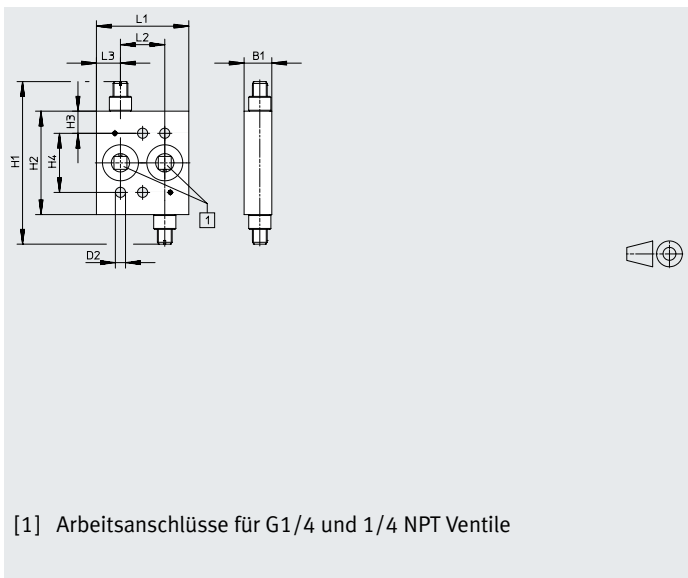 L1
L2
L3
B1
H3
H1
H2
H4
1
D2
[1] Arbeitsanschlüsse für G1/4 und 1/4 NPT Ventile